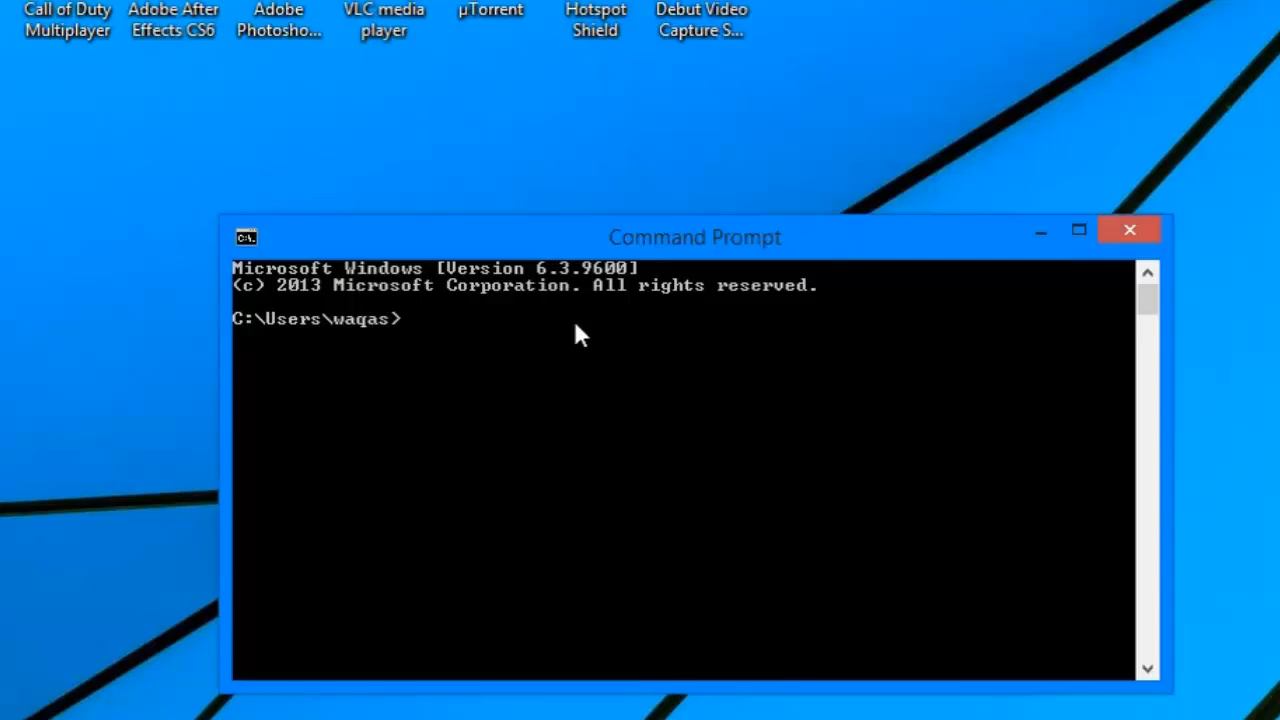 Call of Duty
Multiplayer
Adobe After
Effects CS6
Adobe
Photosho...
VLC media
player
µTorrent
Hotspot
Shield
Debut Video
Capture S...
C:\.
Command Prompt
Microsoft Windows [Version 6.3.9600]
(c) 2013 Microsoft Corporation. All rights reserved.
C:\Users\waqas>